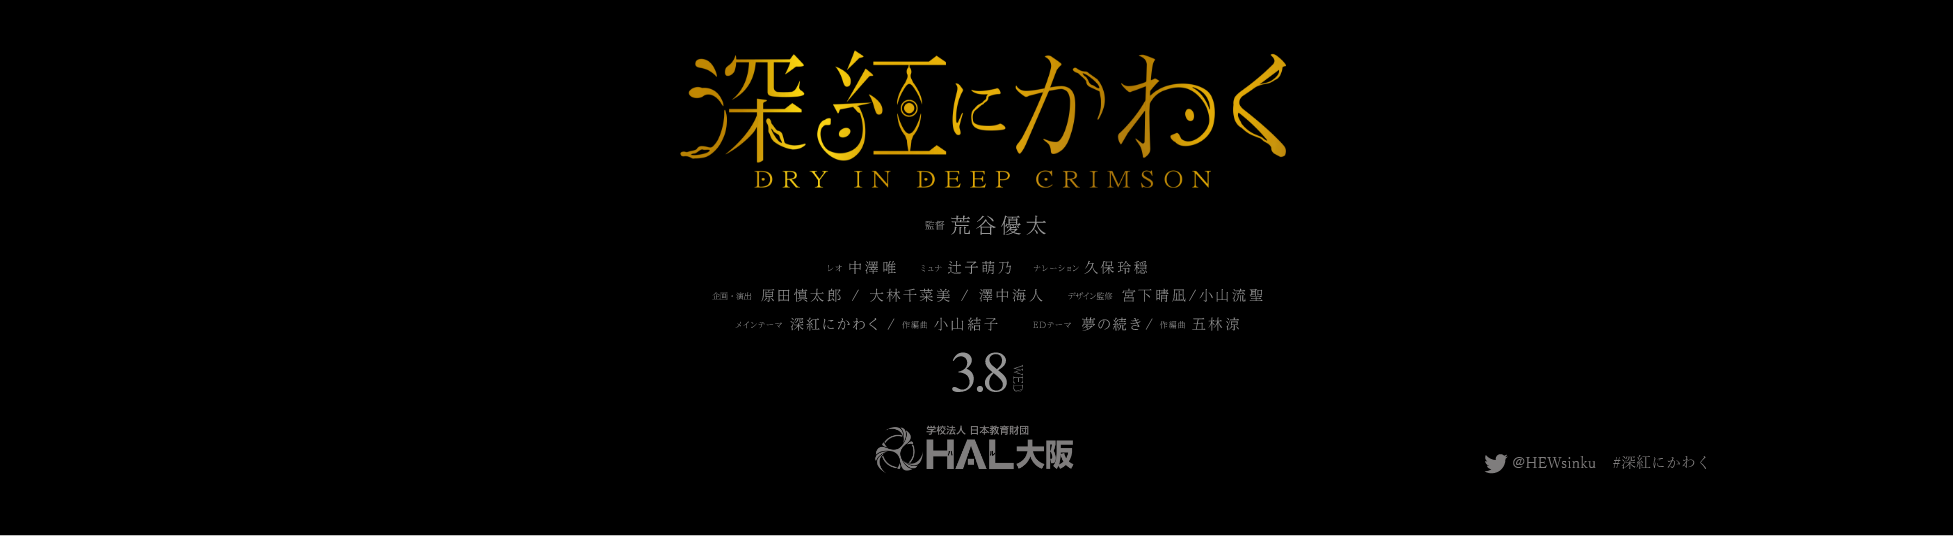 深紅にかわく
DRY IN DEEP CRIMSON
監督 荒谷優太
レオ 中澤唯 ミュナ 辻子萌乃 ナレーション 久保玲穏
企画・演出 原田慎太郎 / 大林千菜美 / 澤中海人 デザイン監修 宮下晴凪/小山流聖
メインテーマ 深紅にかわく / 作編曲 小山結子 EDテーマ 夢の続き/ 作編曲 五林涼
3.8 WED
学校法人 日本教育財団
HAL大阪
@HEWsinku #深紅にかわく